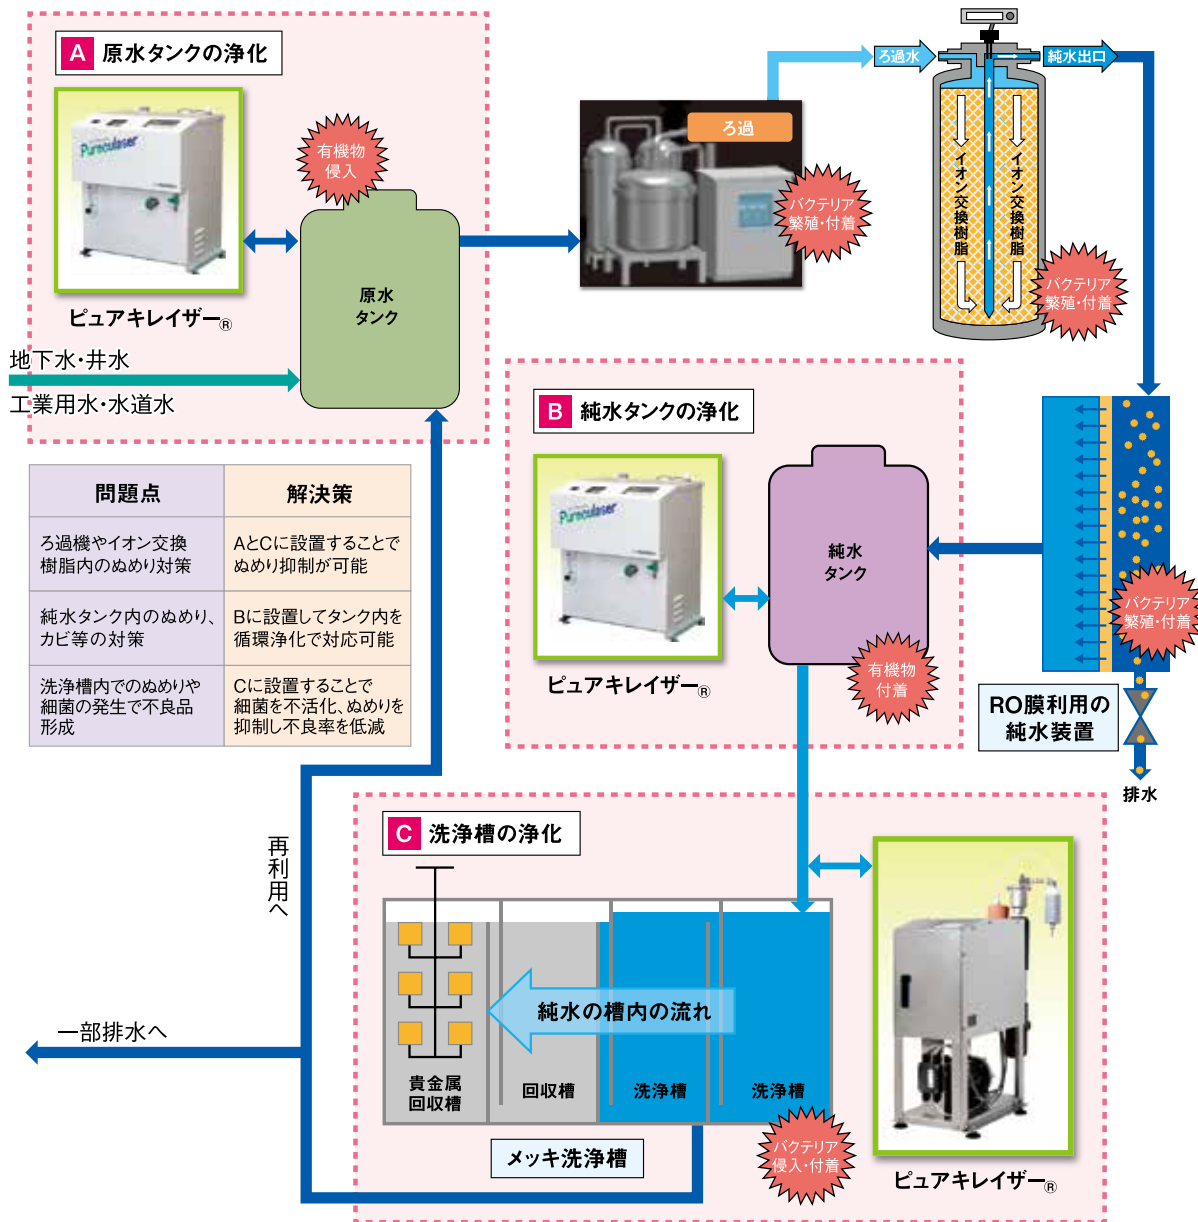 A 原水タンクの浄化
Pureculaser
有機物
侵入
ピュアキレイザー®
原水
タンク
地下水・井水
工業用水・水道水
ろ過
バクテリア
繁殖・付着
ろ過水
純水出口
イオン交換樹脂
イオン交換樹脂
バクテリア
繁殖・付着
B 純水タンクの浄化
Pureculaser
ピュアキレイザー®
純水
タンク
有機物
付着
バクテリア
繁殖・付着
RO膜利用の
純水装置
排水
問題点
解決策
ろ過機やイオン交換
樹脂内のぬめり対策
AとCに設置することで
ぬめり抑制が可能
純水タンク内のぬめり、
カビ等の対策
Bに設置してタンク内を
循環浄化で対応可能
洗浄槽内でのぬめりや
細菌の発生で不良品
形成
Cに設置することで
細菌を不活化、ぬめりを
抑制し不良率を低減
再利用へ
一部排水へ
C 洗浄槽の浄化
純水の槽内の流れ
貴金属
回収槽
回収槽
洗浄槽
洗浄槽
メッキ洗浄槽
バクテリア
侵入・付着
ピュアキレイザー®